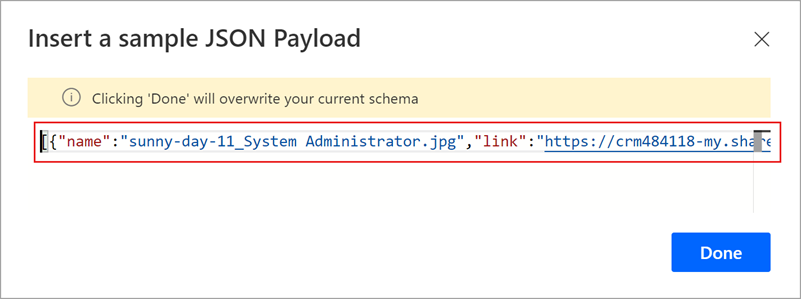 Insert a sample JSON Payload
Clicking 'Done' will overwrite your current schema
[{"name":"sunny-day-11_System Administrator.jpg","link":"https://crm484118-my.share
Done